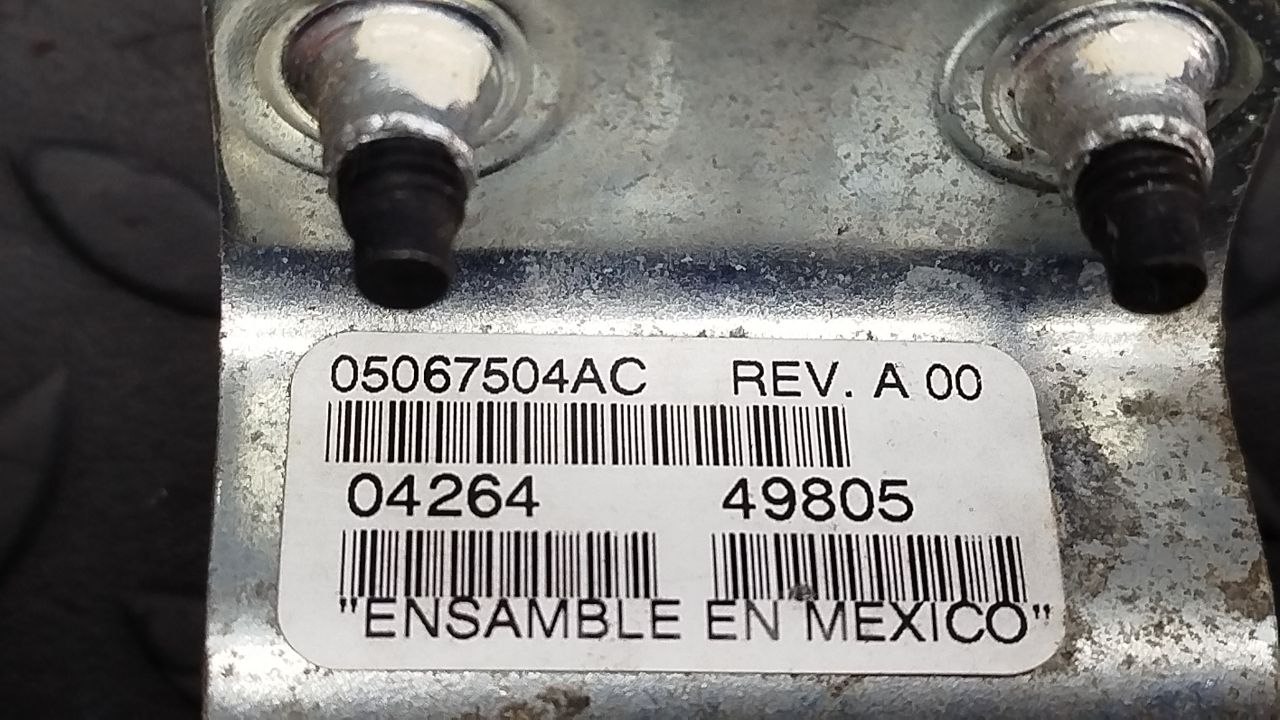 05067504AC REV. A 00
04264 49805
"ENSAMBLE EN MEXICO"